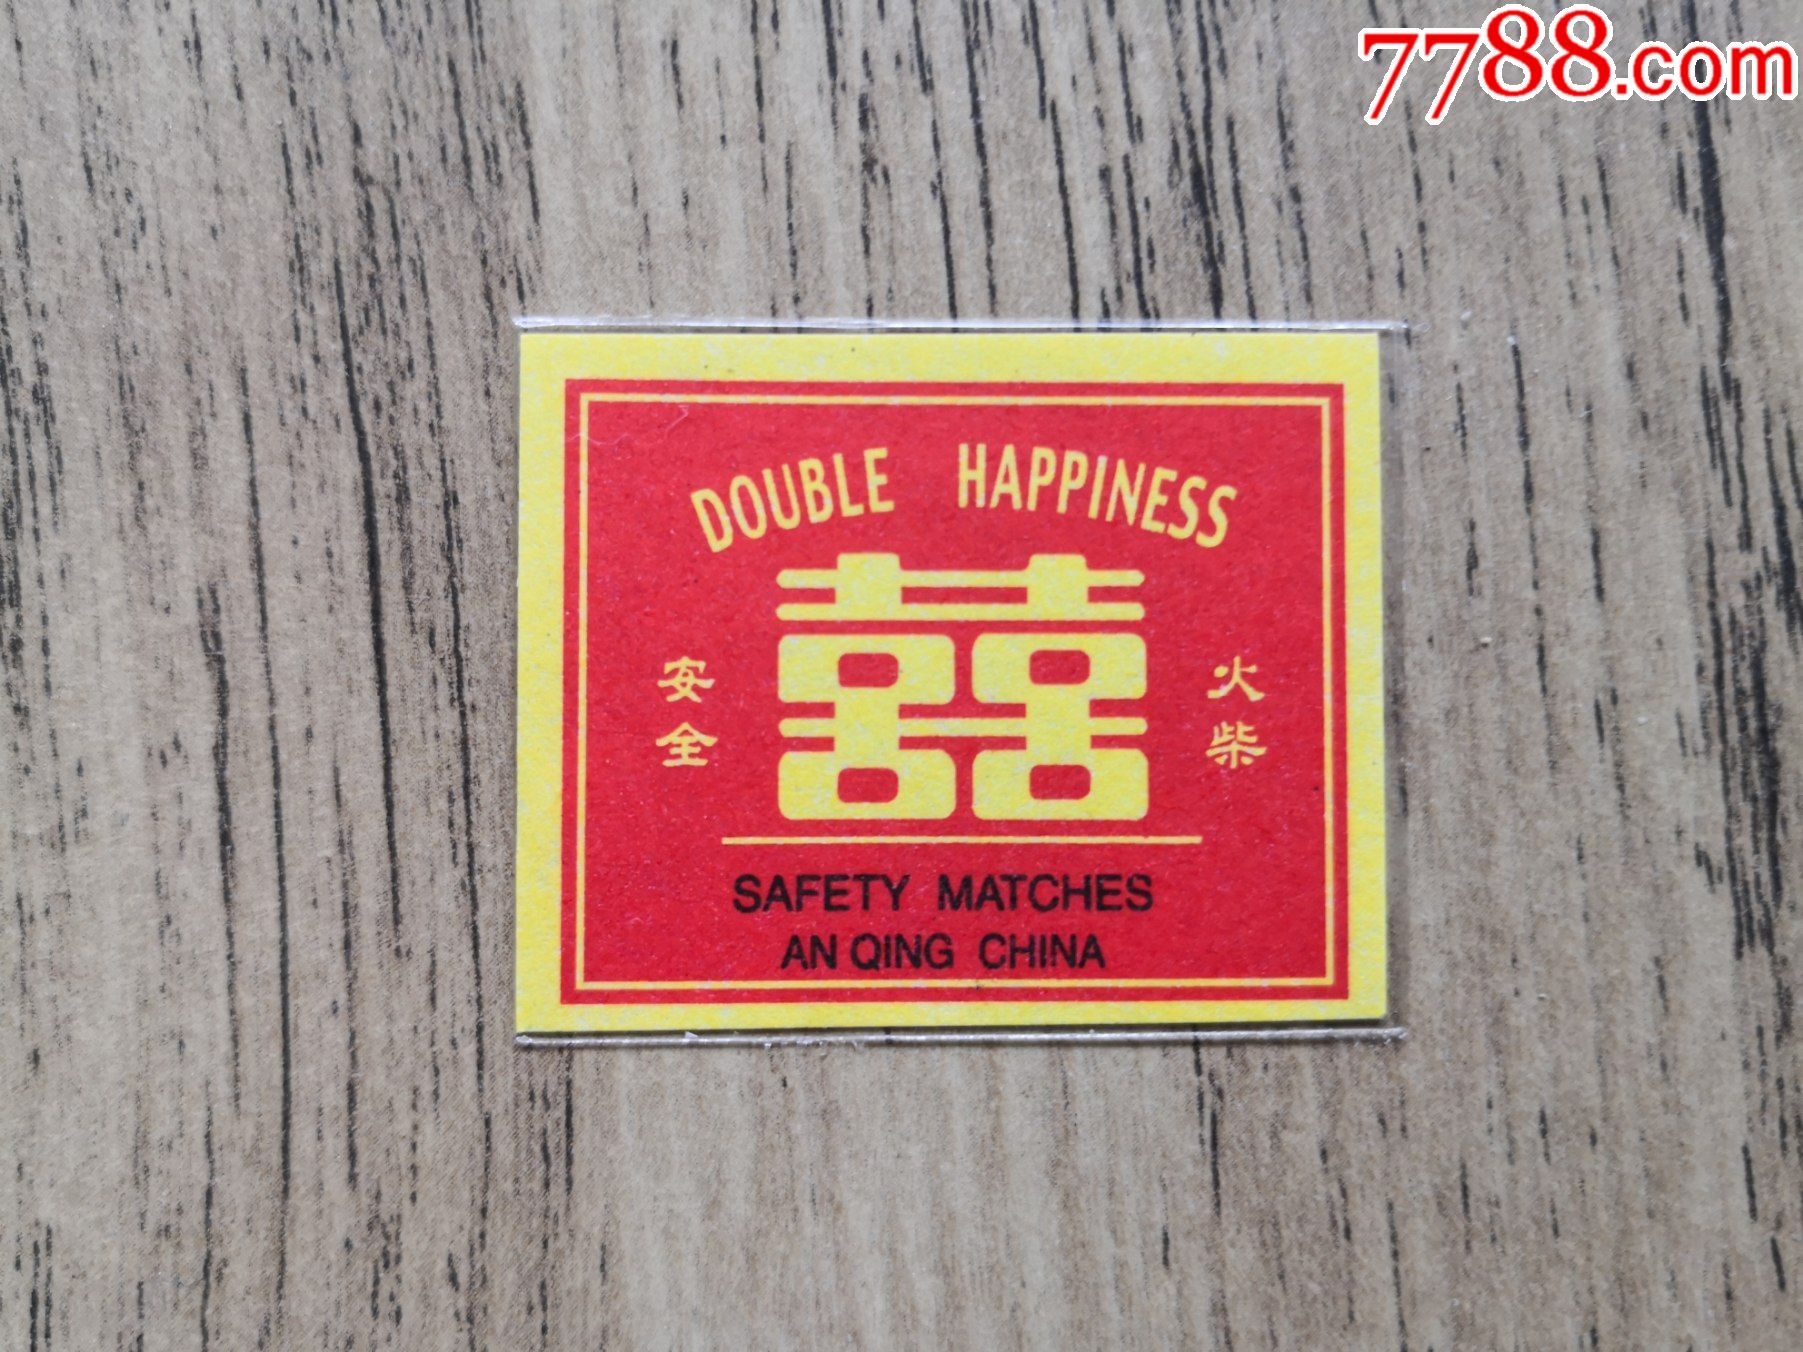 7788.com
DOUBLE HAPPINESS
囍
安全
火柴
SAFETY MATCHES
AN QING CHINA